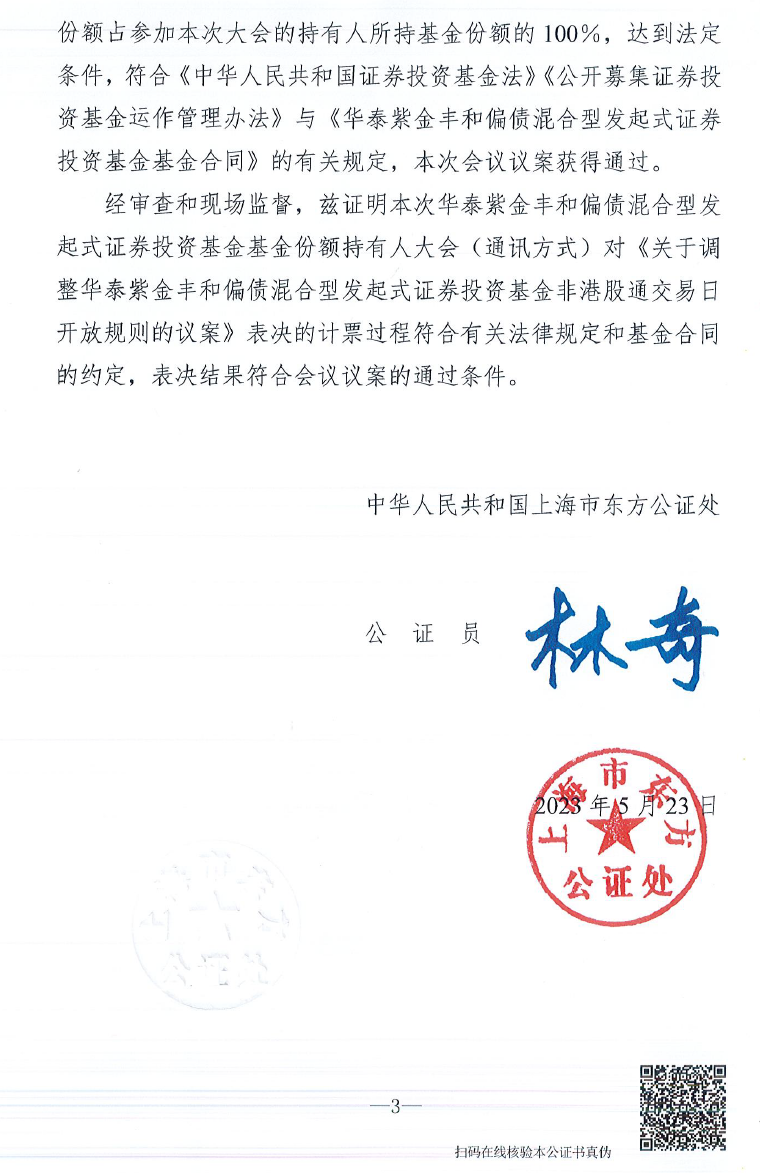 份额占参加本次大会的持有人所持基金份额的 100%，达到法定
条件，符合《中华人民共和国证券投资基金法》《公开募集证券投
资基金运作管理办法》与《华泰紫金丰和偏债混合型发起式证券
投资基金基金合同》的有关规定，本次会议议案获得通过。
经审查和现场监督，兹证明本次华泰紫金丰和偏债混合型发
起式证券投资基金基金份额持有人大会（通讯方式）对《关于调
整华泰紫金丰和偏债混合型发起式证券投资基金非港股通交易日
开放规则的议案》表决的计票过程符合有关法律规定和基金合同
的约定，表决结果符合会议议案的通过条件。
中华人民共和国上海市东方公证处
公 证 员 林奇
2023 年 5 月 23 日
上海市东方
公证处
—3—
扫码在线核验本公证书真伪